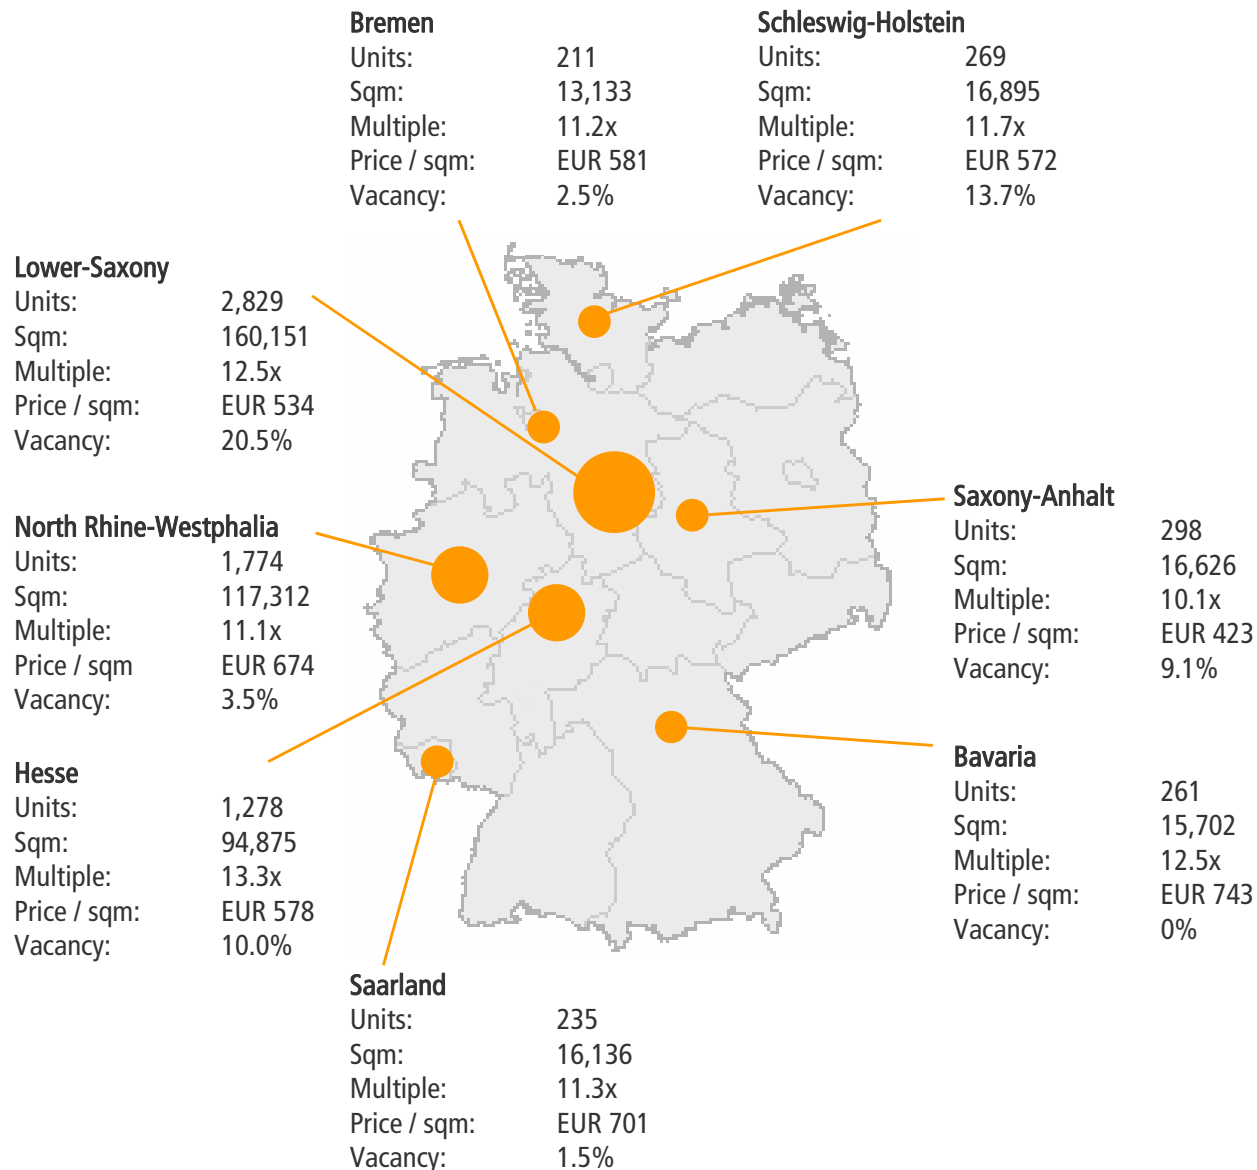 Bremen
Units: 211
Sqm: 13,133
Multiple: 11.2x
Price / sqm: EUR 581
Vacancy: 2.5%
Schleswig-Holstein
Units: 269
Sqm: 16,895
Multiple: 11.7x
Price / sqm: EUR 572
Vacancy: 13.7%
Lower-Saxony
Units: 2,829
Sqm: 160,151
Multiple: 12.5x
Price / sqm: EUR 534
Vacancy: 20.5%
North Rhine-Westphalia
Units: 1,774
Sqm: 117,312
Multiple: 11.1x
Price / sqm EUR 674
Vacancy: 3.5%
Saxony-Anhalt
Units: 298
Sqm: 16,626
Multiple: 10.1x
Price / sqm: EUR 423
Vacancy: 9.1%
Hesse
Units: 1,278
Sqm: 94,875
Multiple: 13.3x
Price / sqm: EUR 578
Vacancy: 10.0%
Bavaria
Units: 261
Sqm: 15,702
Multiple: 12.5x
Price / sqm: EUR 743
Vacancy: 0%
Saarland
Units: 235
Sqm: 16,136
Multiple: 11.3x
Price / sqm: EUR 701
Vacancy: 1.5%